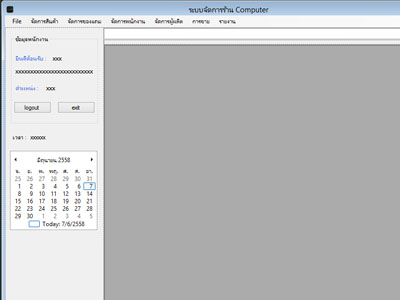 ระบบจัดการร้าน Computer
File จัดการสินค้า จัดการของแถม จัดการพนักงาน จัดการผู้ผลิต การขาย รายงาน
ข้อมูลพนักงาน
ยินดีต้อนรับ : xxx
xxxxxxxxxxxxxxxxxxxxxxxxxx
ตำแหน่ง : xxx
logout exit
เวลา : xxxxxx
มิถุนายน 2558
จ. อ. พ. พฤ. ศ. ส. อา.
25 26 27 28 29 30 31
1 2 3 4 5 6 7
8 9 10 11 12 13 14
15 16 17 18 19 20 21
22 23 24 25 26 27 28
29 30 1 2 3 4 5
Today: 7/6/2558